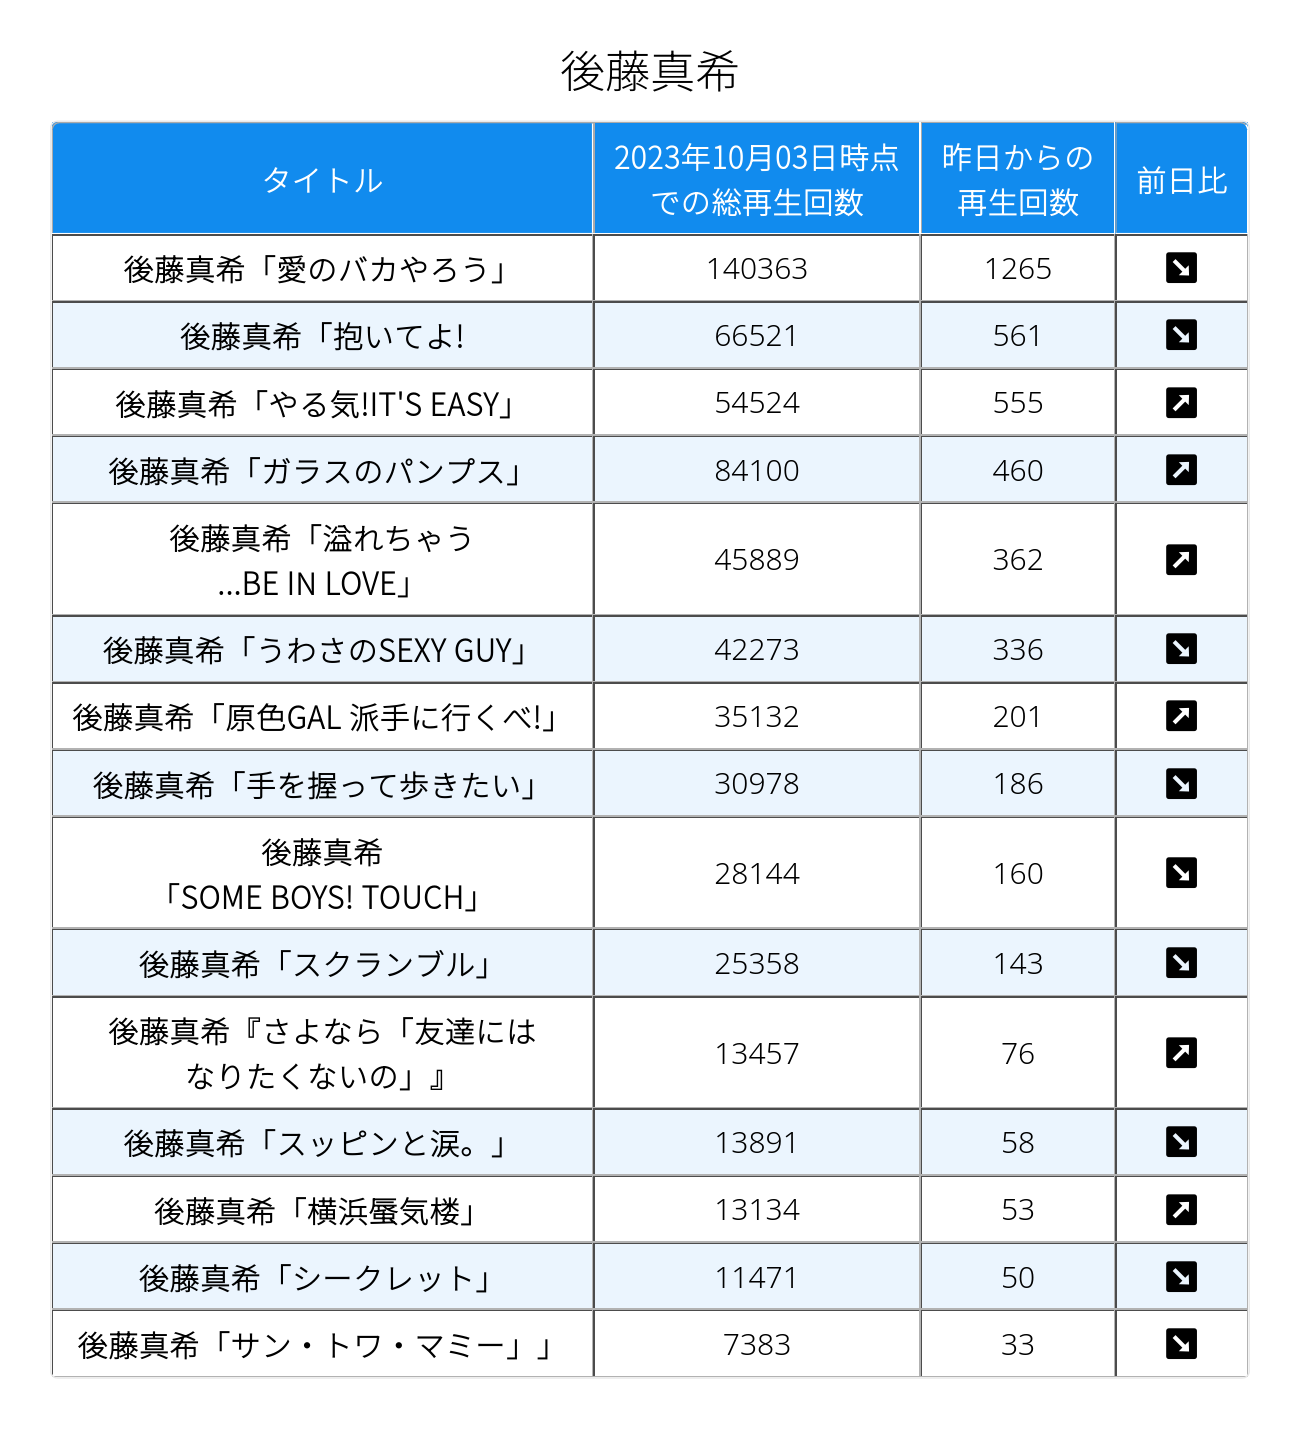 後藤真希
タイトル
2023年10月03日時点
での総再生回数
昨日からの
再生回数
前日比
後藤真希「愛のバカやろう」 140363 1265 ↘
後藤真希「抱いてよ! 66521 561 ↘
後藤真希「やる気!IT'S EASY」 54524 555 ↗
後藤真希「ガラスのパンプス」 84100 460 ↗
後藤真希「溢れちゃう
...BE IN LOVE」 45889 362 ↗
後藤真希「うわさのSEXY GUY」 42273 336 ↘
後藤真希「原色GAL 派手に行くべ!」 35132 201 ↗
後藤真希「手を握って歩きたい」 30978 186 ↘
後藤真希
「SOME BOYS! TOUCH」 28144 160 ↘
後藤真希「スクランブル」 25358 143 ↘
後藤真希『さよなら「友達には
なりたくないの」』 13457 76 ↗
後藤真希「スッピンと涙。」 13891 58 ↘
後藤真希「横浜蜃気楼」 13134 53 ↗
後藤真希「シークレット」 11471 50 ↘
後藤真希「サン・トワ・マミー」」 7383 33 ↘